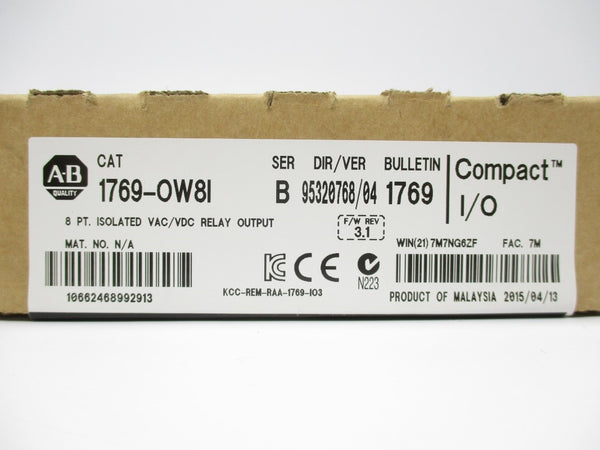 A-B
QUALITY
CAT
1769-OW8I
SER
B
DIR/VER
95320768/04
BULLETIN
1769
Compact™
I/O
8 PT. ISOLATED VAC/VDC RELAY OUTPUT
F/W REV
3.1
MAT. NO. N/A
10662468992913
KCC-REM-RAA-1769-IO3
CE
N223
WIN(21) 7M7NG6ZF
FAC. 7M
PRODUCT OF MALAYSIA 2015/04/13